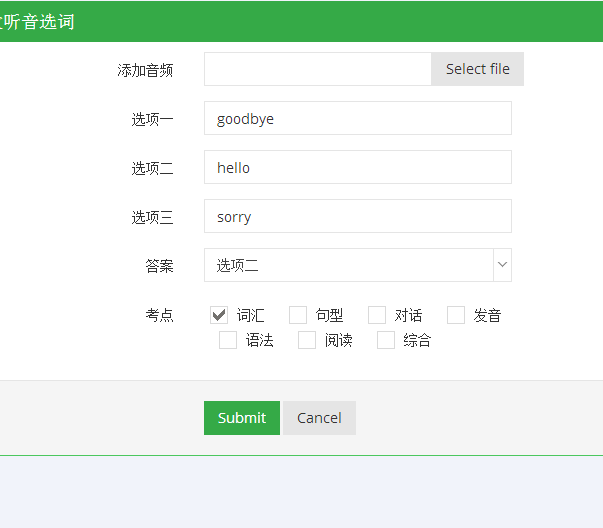 听音选词
添加音频 Select file
选项一 goodbye
选项二 hello
选项三 sorry
答案 选项二
考点 词汇 句型 对话 发音
语法 阅读 综合
Submit Cancel